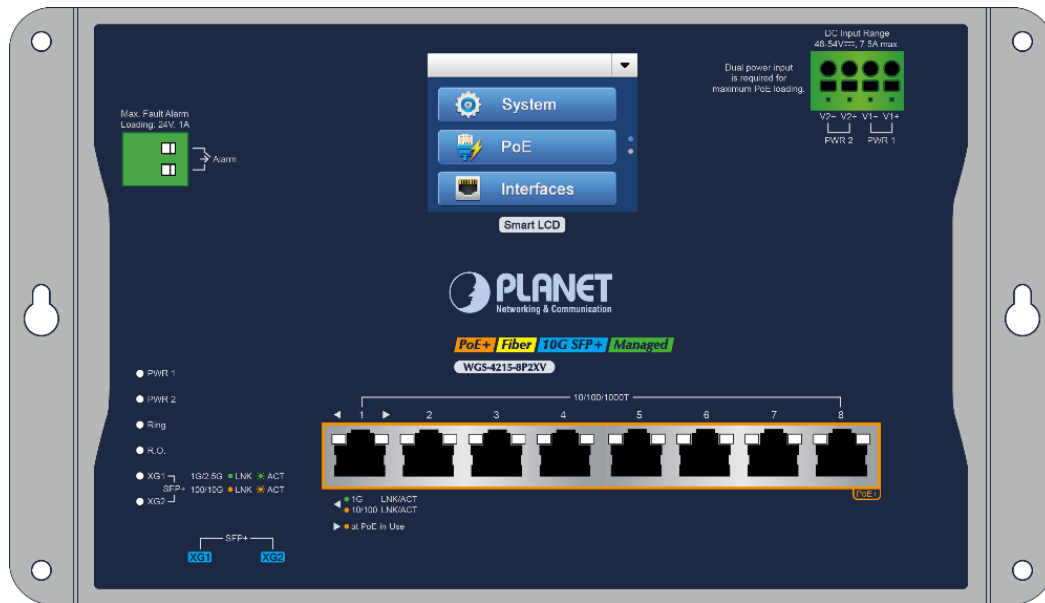 DC Input Range
48-54V⎓, 7.5A max
Dual power input
is required for
maximum PoE loading.
V2− V2+ V1− V1+
PWR 2 PWR 1
Max. Fault Alarm
Loading: 24V, 1A
Alarm
System
PoE
Interfaces
Smart LCD
PLANET
Networking & Communication
PoE+ Fiber 10G SFP+ Managed
WGS-4215-8P2XV
PWR 1
PWR 2
Ring
R.O.
XG1 1G/2.5G LNK ACT
SFP+ 100/10G LNK ACT
XG2
SFP+
XG1 XG2
10/100/1000T
1 2 3 4 5 6 7 8
PoE+
1G LNK/ACT
10/100 LNK/ACT
at PoE in Use